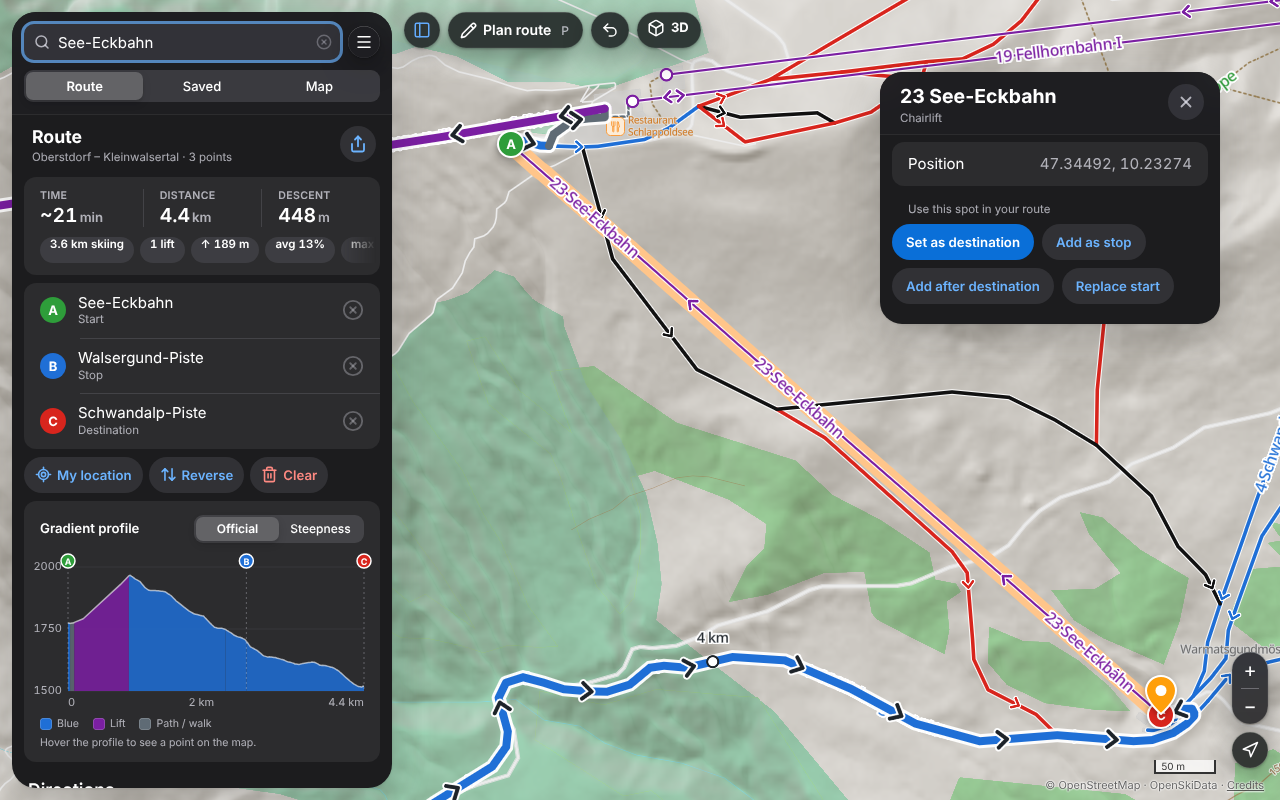 See-Eckbahn
Route
Saved
Map
Route
Oberstdorf – Kleinwalsertal · 3 points
TIME
~21 min
DISTANCE
4.4 km
DESCENT
448 m
3.6 km skiing
1 lift
↑ 189 m
avg 13%
max
A
See-Eckbahn
Start
B
Walsergund-Piste
Stop
C
Schwandalp-Piste
Destination
My location
Reverse
Clear
Gradient profile
Official
Steepness
2000
1750
1500
A
B
C
0
2 km
4.4 km
Blue
Lift
Path / walk
Hover the profile to see a point on the map.
Directions
Plan route P
3D
19 Fellhornbahn I
Restaurant
Schlappoldsee
A
23 See-Eckbahn
23 See-Eckbahn
23 See-Eckbahn
4 km
Warmatsgundmös
C
23 See-Eckbahn
Chairlift
Position
47.34492, 10.23274
Use this spot in your route
Set as destination
Add as stop
Add after destination
Replace start
+
−
50 m
© OpenStreetMap · OpenSkiData · Credits